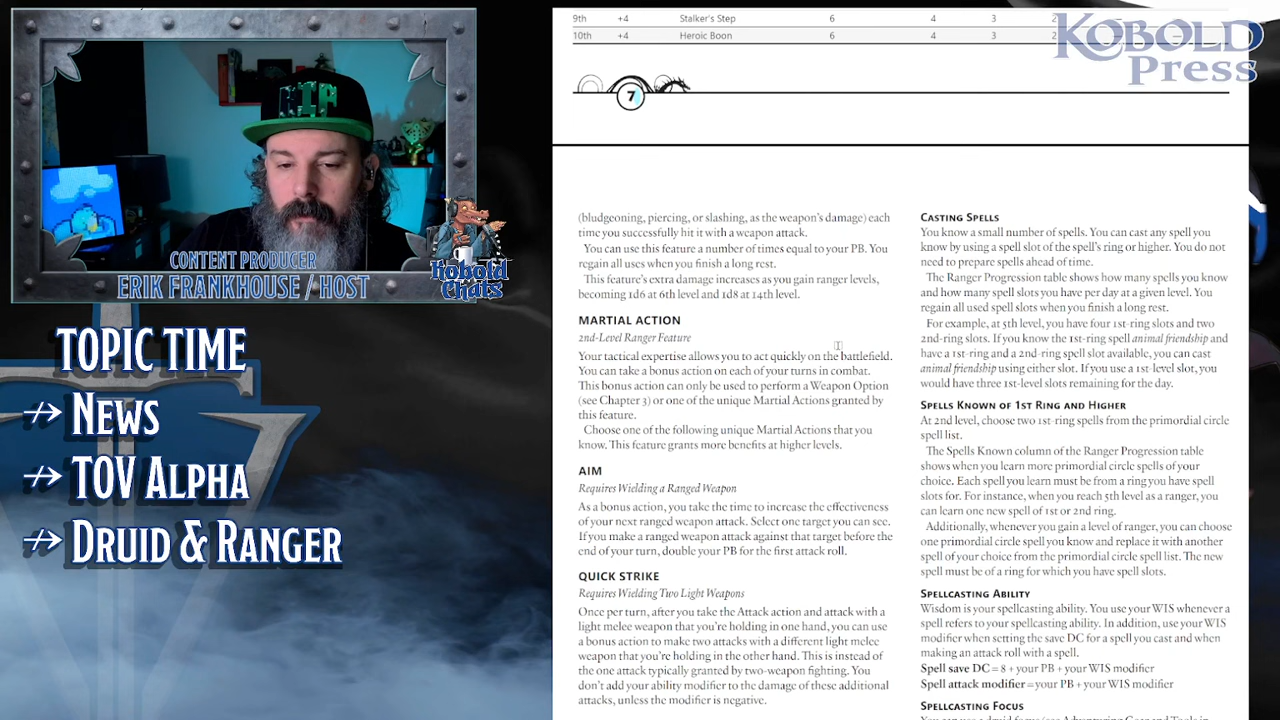 9th +4 Stalker's Step 6 4 3 2
10th +4 Heroic Boon 6 4 3 2
KOBOLD
Press
7
(bludgeoning, piercing, or slashing, as the weapon's damage) each
time you successfully hit it with a weapon attack.
You can use this feature a number of times equal to your PB. You
regain all uses when you finish a long rest.
This feature's extra damage increases as you gain ranger levels,
becoming 1d6 at 6th level and 1d8 at 14th level.
MARTIAL ACTION
2nd-Level Ranger Feature
Your tactical expertise allows you to act quickly on the battlefield.
You can take a bonus action on each of your turns in combat.
This bonus action can only be used to perform a Weapon Option
(see Chapter 3) or one of the unique Martial Actions granted by
this feature.
Choose one of the following unique Martial Actions that you
know. This feature grants more benefits at higher levels.
AIM
Requires Wielding a Ranged Weapon
As a bonus action, you take the time to increase the effectiveness
of your next ranged weapon attack. Select one target you can see.
If you make a ranged weapon attack against that target before the
end of your turn, double your PB for the first attack roll.
QUICK STRIKE
Requires Wielding Two Light Weapons
Once per turn, after you take the Attack action and attack with a
light melee weapon that you're holding in one hand, you can use
a bonus action to make two attacks with a different light melee
weapon that you're holding in the other hand. This is instead of
the one attack typically granted by two-weapon fighting. You
don't add your ability modifier to the damage of these additional
attacks, unless the modifier is negative.
CASTING SPELLS
You know a small number of spells. You can cast any spell you
know by using a spell slot of the spell's ring or higher. You do not
need to prepare spells ahead of time.
The Ranger Progression table shows how many spells you know
and how many spell slots you have per day at a given level. You
regain all used spell slots when you finish a long rest.
For example, at 5th level, you have four 1st-ring slots and two
2nd-ring slots. If you know the 1st-ring spell animal friendship and
have a 1st-ring and a 2nd-ring spell slot available, you can cast
animal friendship using either slot. If you use a 1st-level slot, you
would have three 1st-level slots remaining for the day.
SPELLS KNOWN OF 1ST RING AND HIGHER
At 2nd level, choose two 1st-ring spells from the primordial circle
spell list.
The Spells Known column of the Ranger Progression table
shows when you learn more primordial circle spells of your
choice. Each spell you learn must be from a ring you have spell
slots for. For instance, when you reach 5th level as a ranger, you
can learn one new spell of 1st or 2nd ring.
Additionally, whenever you gain a level of ranger, you can choose
one primordial circle spell you know and replace it with another
spell of your choice from the primordial circle spell list. The new
spell must be of a ring for which you have spell slots.
SPELLCASTING ABILITY
Wisdom is your spellcasting ability. You use your WIS whenever a
spell refers to your spellcasting ability. In addition, use your WIS
modifier when setting the save DC for a spell you cast and when
making an attack roll with a spell.
Spell save DC = 8 + your PB + your WIS modifier
Spell attack modifier = your PB + your WIS modifier
SPELLCASTING FOCUS
CONTENT PRODUCER
ERIK FRANKHOUSE / HOST
Kobold
Chats
TOPIC TIME
NEWS
TOV ALPHA
DRUID & RANGER